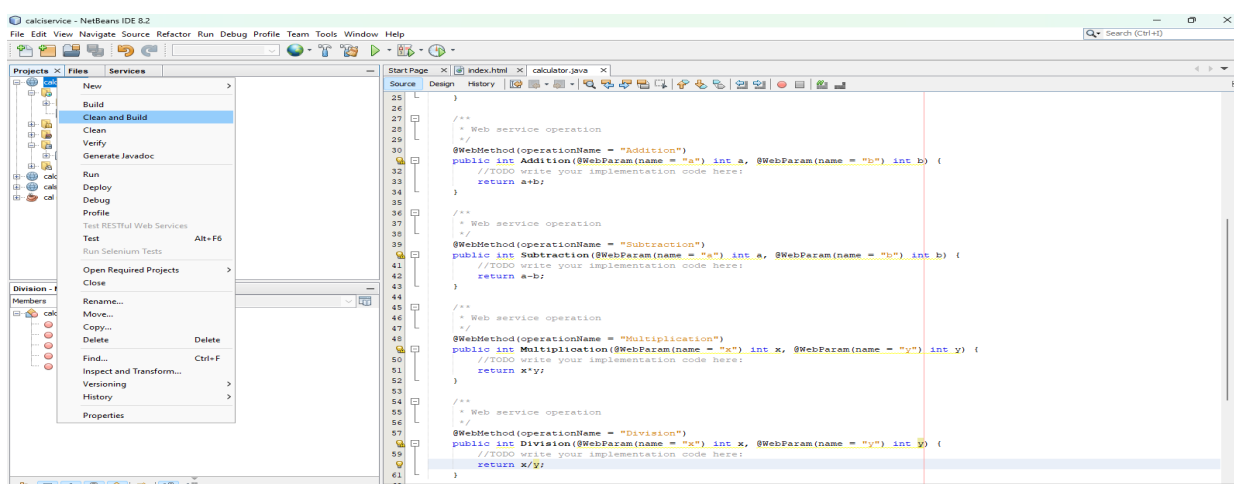 calciservice - NetBeans IDE 8.2
File Edit View Navigate Source Refactor Run Debug Profile Team Tools Window Help
Search (Ctrl+I)
Projects Files Services
Start Page index.html calculator.java
Source Design History
calc
New
Build
Clean and Build
Clean
Verify
Generate Javadoc
Run
Deploy
Debug
Profile
Test RESTful Web Services
Test Alt+F6
Run Selenium Tests
Open Required Projects
Close
Rename...
Move...
Copy...
Delete Delete
Find... Ctrl+F
Inspect and Transform...
Versioning
History
Properties
calc
cal
Division -
Members
calc
25 }
26
27 /**
28 * Web service operation
29 */
30 @WebMethod(operationName = "Addition")
public int Addition(@WebParam(name = "a") int a, @WebParam(name = "b") int b) {
32 //TODO write your implementation code here:
33 return a+b;
34 }
35
36 /**
37 * Web service operation
38 */
39 @WebMethod(operationName = "Subtraction")
public int Subtraction(@WebParam(name = "a") int a, @WebParam(name = "b") int b) {
41 //TODO write your implementation code here:
42 return a-b;
43 }
44
45 /**
46 * Web service operation
47 */
48 @WebMethod(operationName = "Multiplication")
public int Multiplication(@WebParam(name = "x") int x, @WebParam(name = "y") int y) {
50 //TODO write your implementation code here:
51 return x*y;
52 }
53
54 /**
55 * Web service operation
56 */
57 @WebMethod(operationName = "Division")
public int Division(@WebParam(name = "x") int x, @WebParam(name = "y") int y) {
59 //TODO write your implementation code here:
return x/y;
61 }